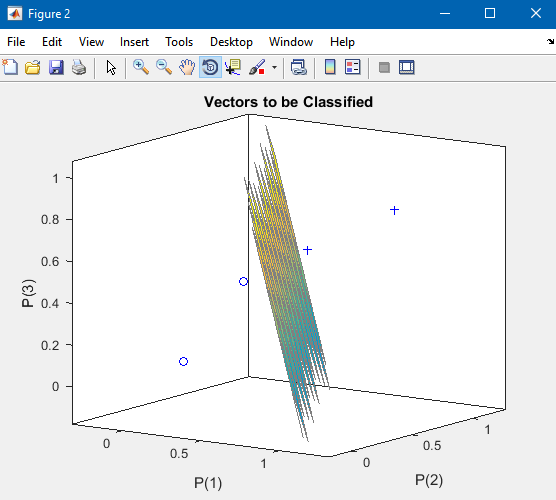 Figure 2
File Edit View Insert Tools Desktop Window Help
Vectors to be Classified
1
0.8
0.6
0.4
0.2
0
P(3)
0
0.5
1
P(1)
0
0.5
1
P(2)